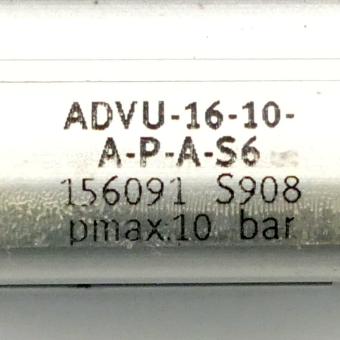 ADVU-16-10-
A-P-A-S6
156091 S908
pmax.10 bar